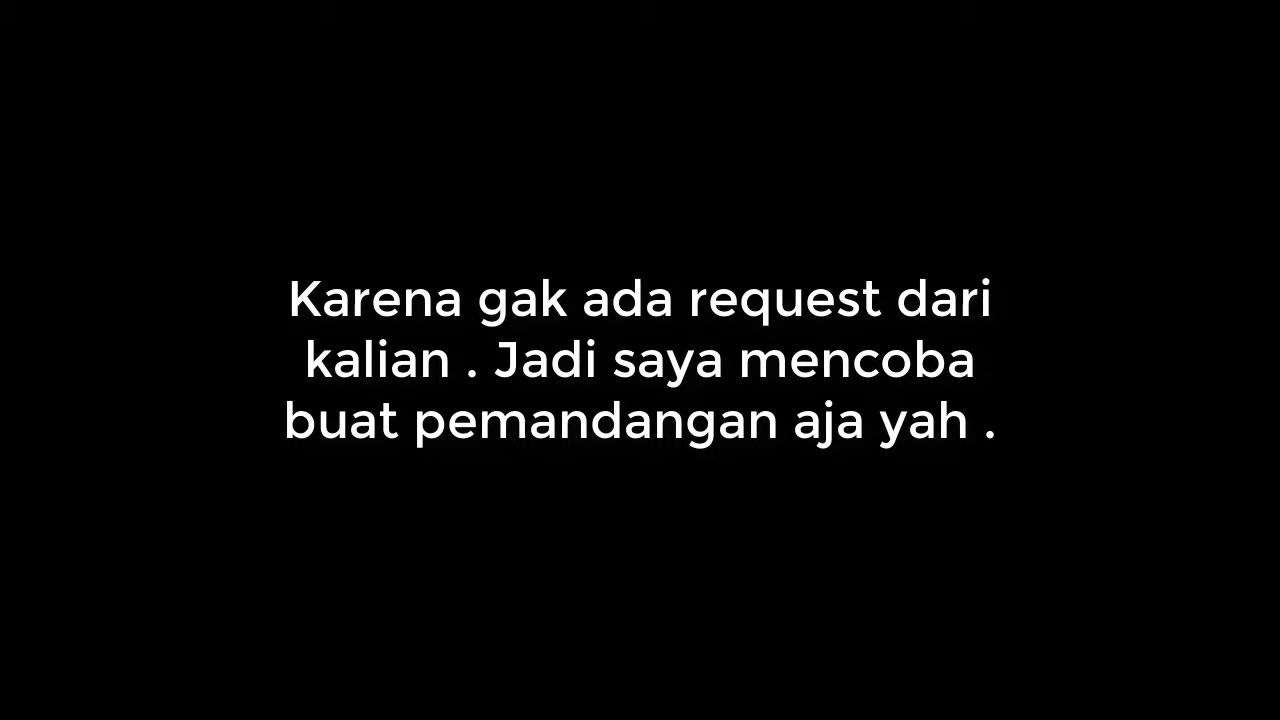 Karena gak ada request dari
kalian . Jadi saya mencoba
buat pemandangan aja yah .